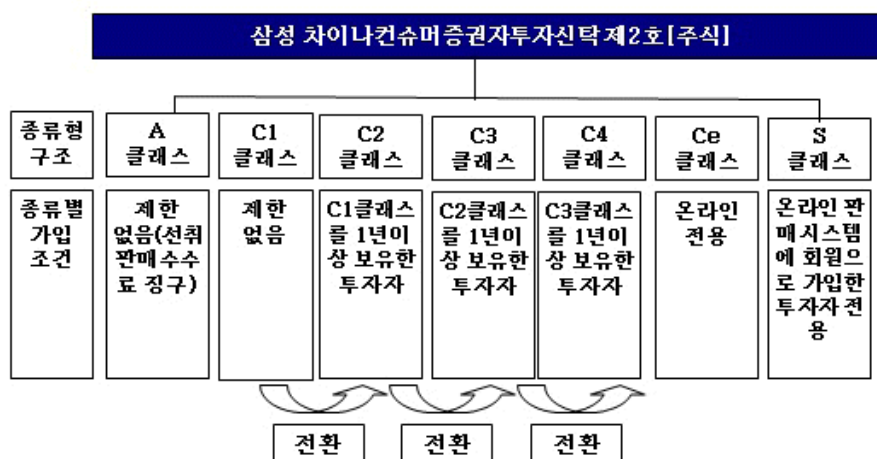 삼성 차이나컨슈머증권자투자신탁제2호[주식]
종류형
구조
A
클래스
C1
클래스
C2
클래스
C3
클래스
C4
클래스
Ce
클래스
S
클래스
종류별
가입
조건
제한
없음(선취
판매수수
료 징구)
제한
없음
C1클래스
를 1년이
상 보유한
투자자
C2클래스
를 1년이
상 보유한
투자자
C3클래스
를 1년이
상 보유한
투자자
온라인
전용
온라인 판
매시스템
에 회원으
로 가입한
투자자 전
용
전환
전환
전환